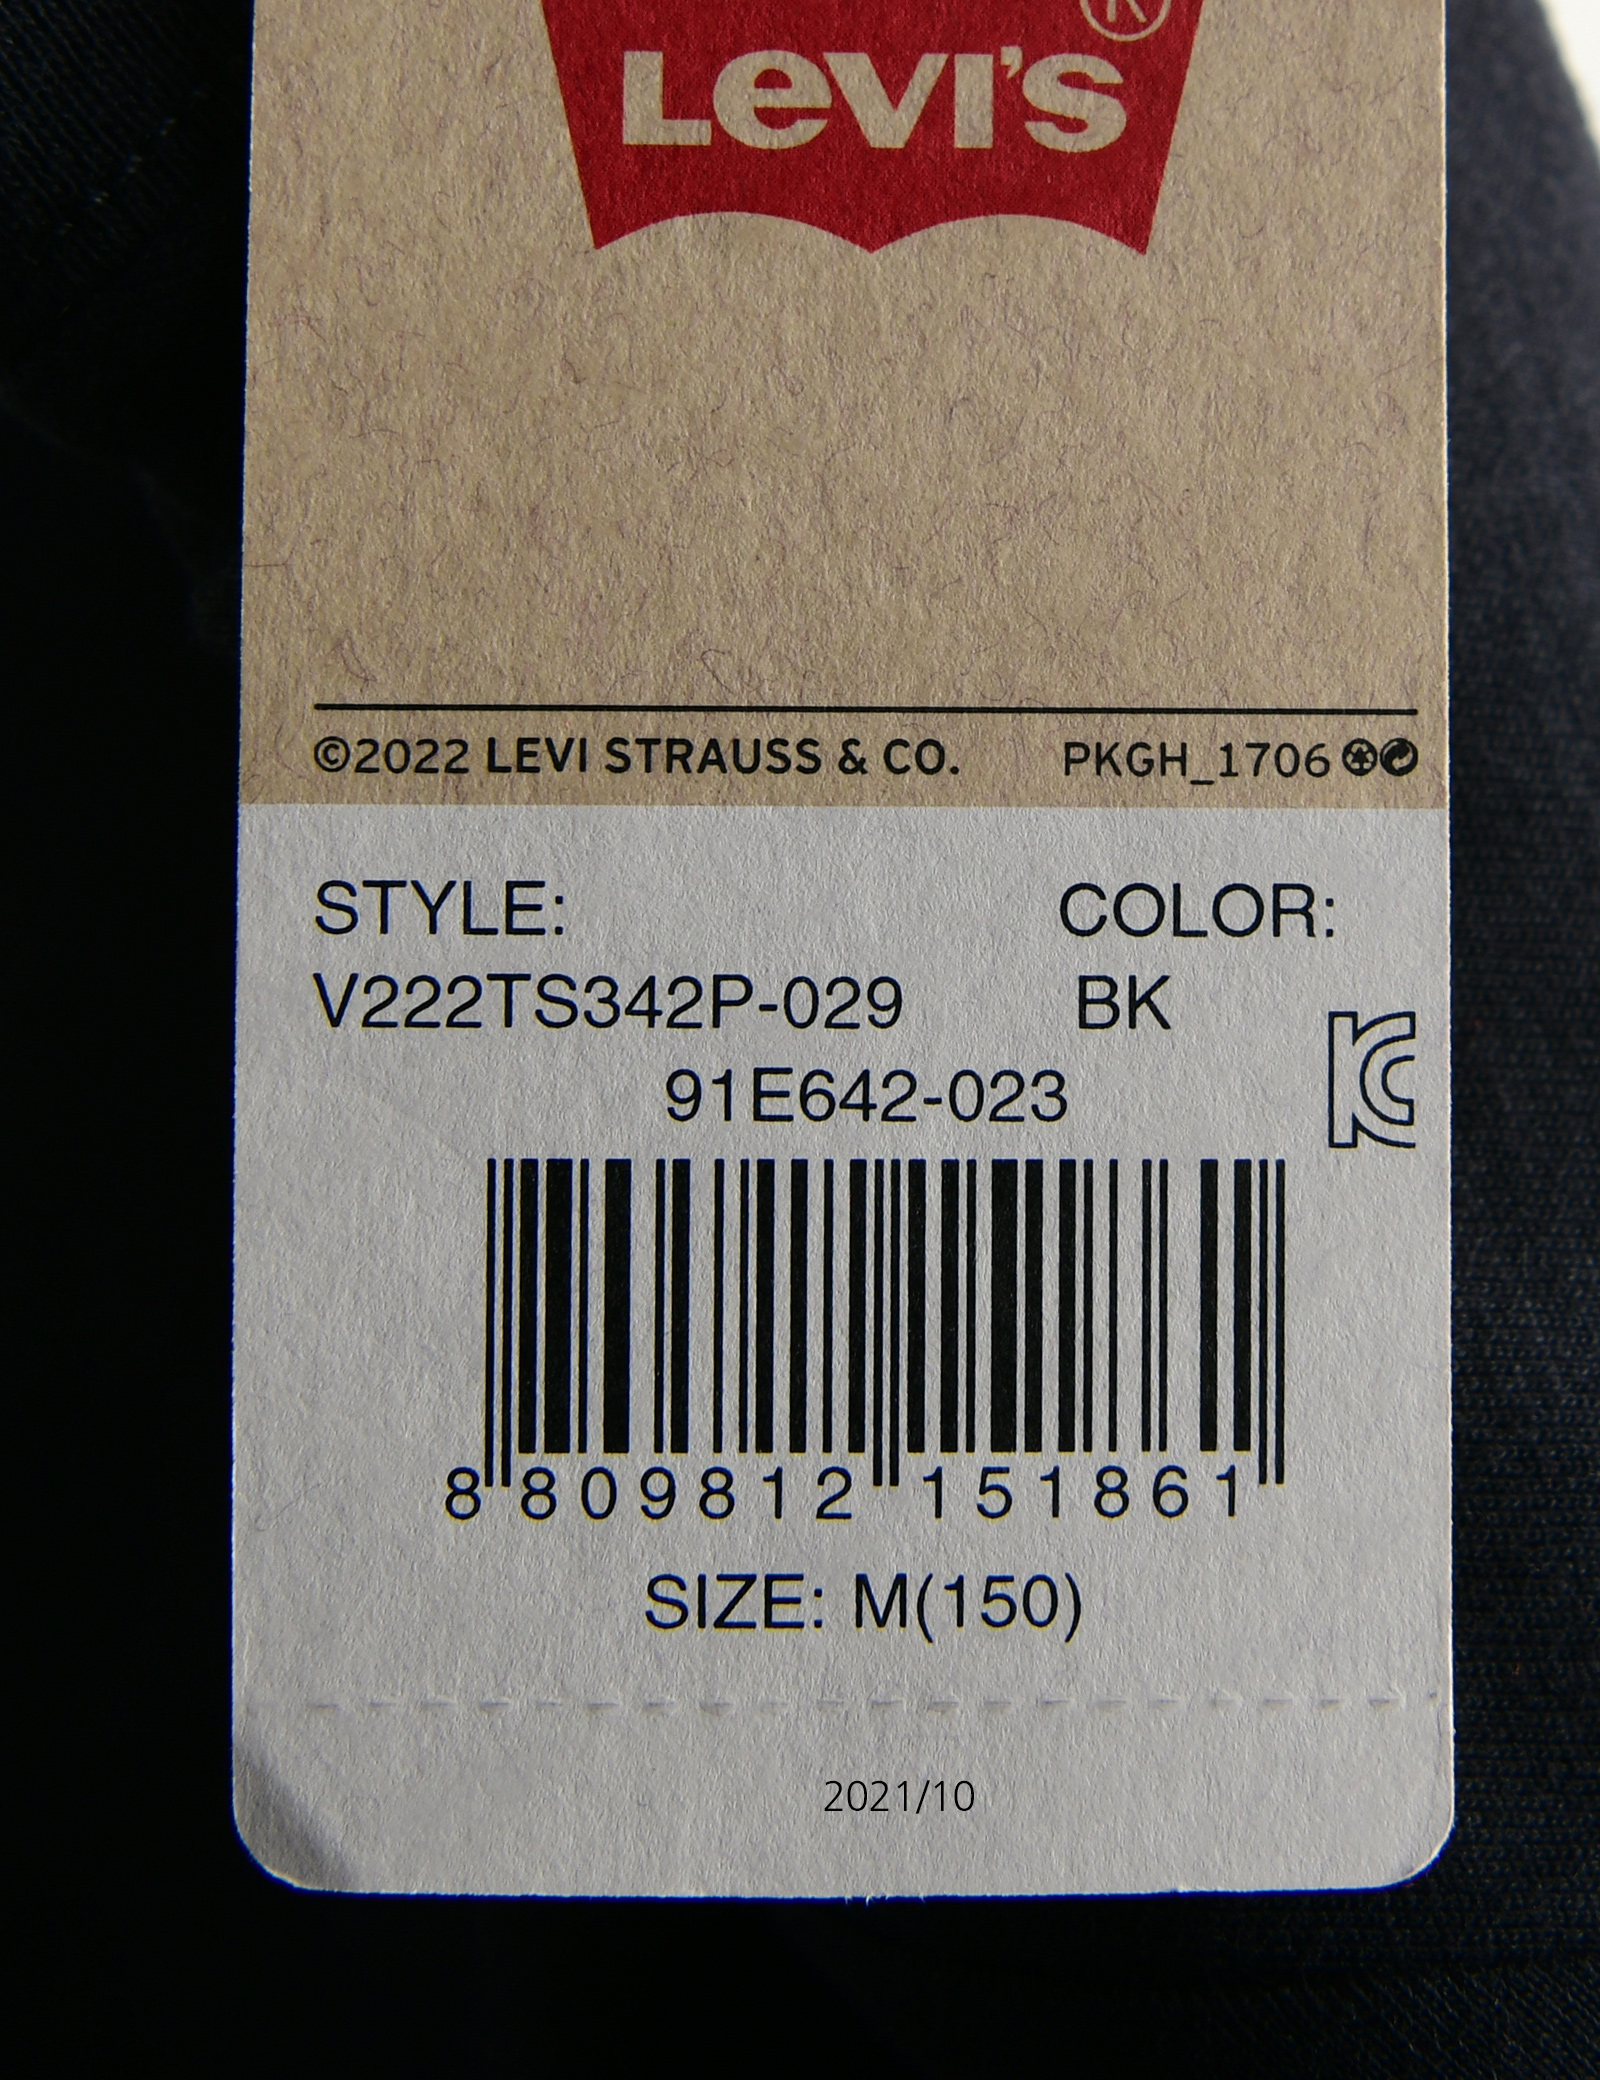 LEVI'S
®
©2022 LEVI STRAUSS & CO. PKGH_1706
STYLE: COLOR:
V222TS342P-029 BK
91E642-023
8 809812 151861
SIZE: M(150)
2021/10